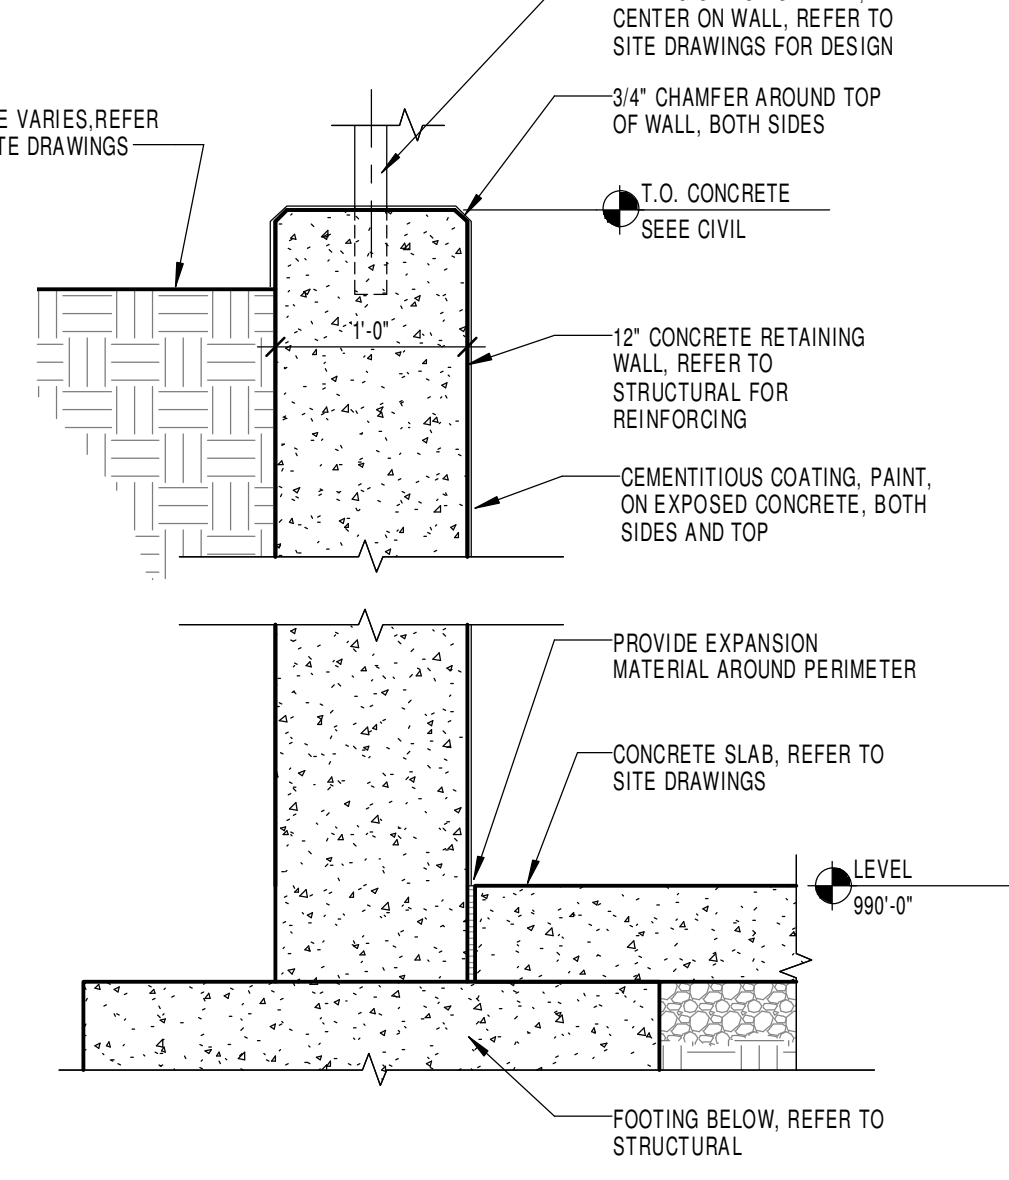 CENTER ON WALL, REFER TO
SITE DRAWINGS FOR DESIGN
3/4" CHAMFER AROUND TOP
OF WALL, BOTH SIDES
VARIES,REFER
DRAWINGS
T.O. CONCRETE
SEEE CIVIL
1'-0"
12" CONCRETE RETAINING
WALL, REFER TO
STRUCTURAL FOR
REINFORCING
CEMENTITIOUS COATING, PAINT,
ON EXPOSED CONCRETE, BOTH
SIDES AND TOP
PROVIDE EXPANSION
MATERIAL AROUND PERIMETER
CONCRETE SLAB, REFER TO
SITE DRAWINGS
LEVEL
990'-0"
FOOTING BELOW, REFER TO
STRUCTURAL